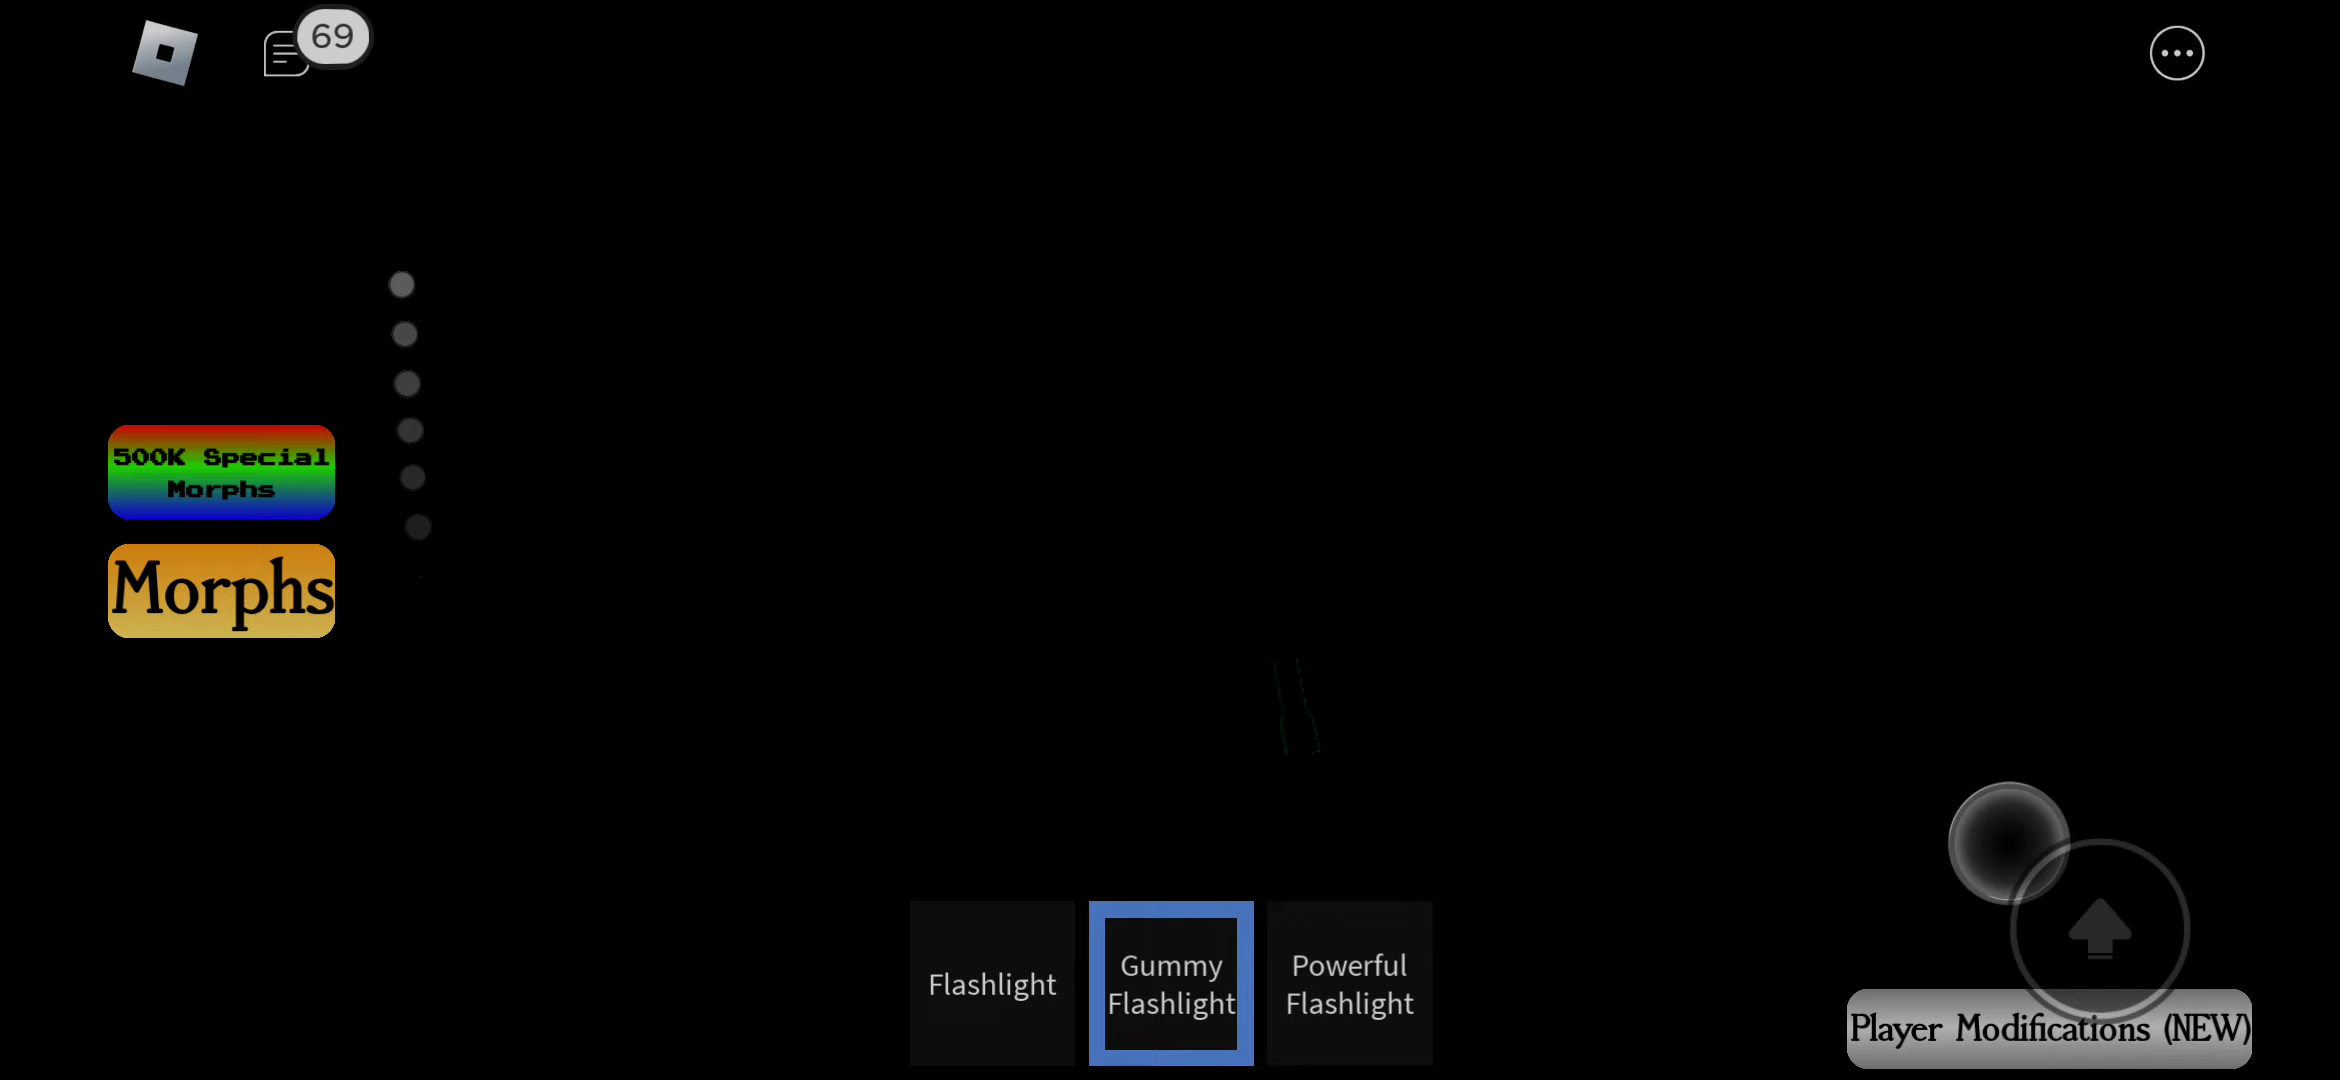 69
500K Special
Morphs
Morphs
Flashlight
Gummy
Flashlight
Powerful
Flashlight
Player Modifications (NEW)